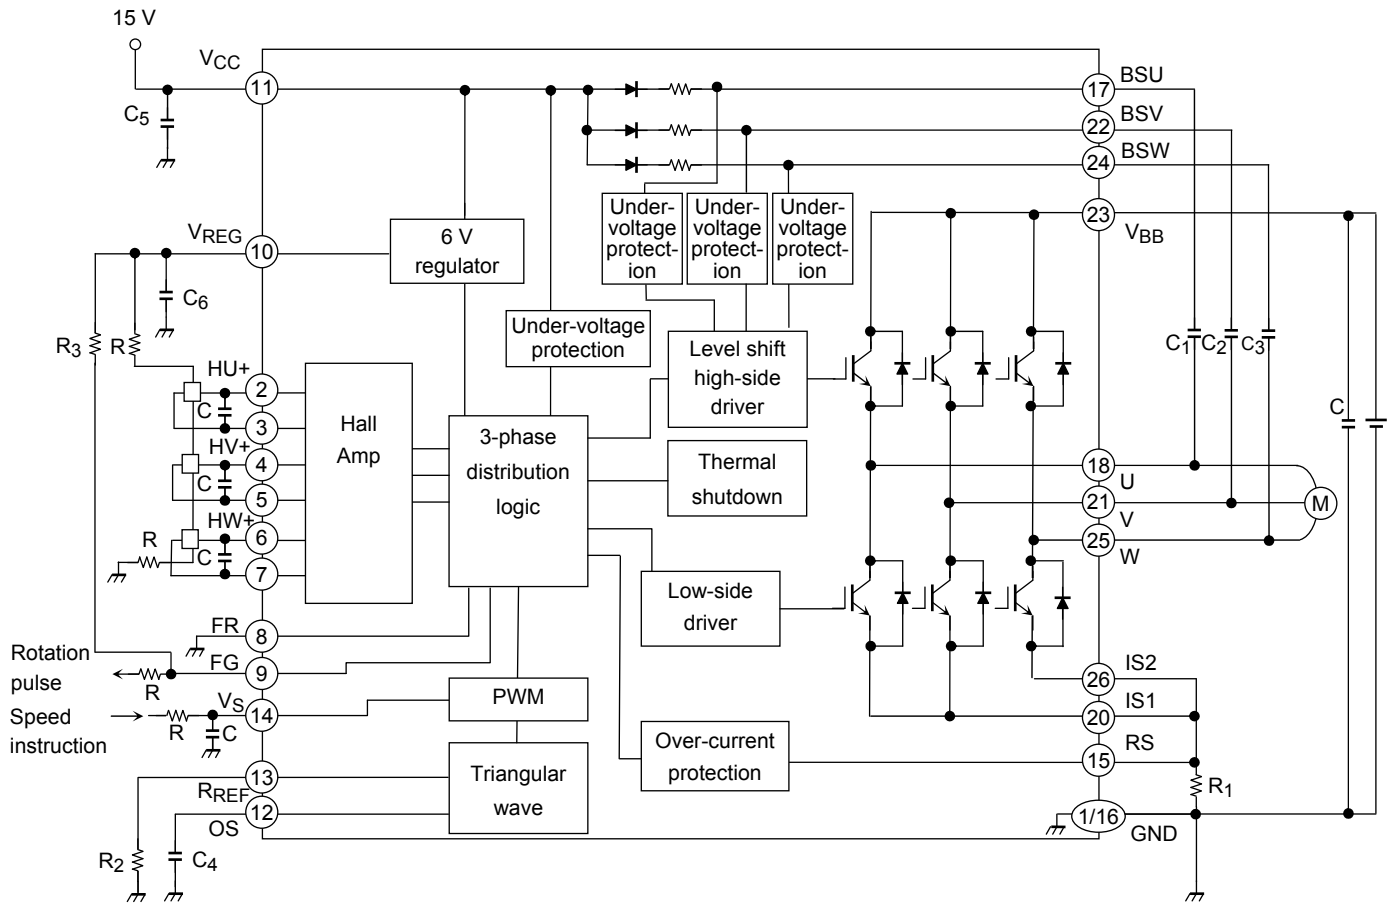 15 V
VCC
11
C5
BSU
17
BSV
22
BSW
24
Under-
voltage
protect-
ion
Under-
voltage
protect-
ion
Under-
voltage
protect-
ion
23
VBB
VREG
10
6 V
regulator
C6
R3
R
Under-voltage
protection
Level shift
high-side
driver
C1
C2
C3
C
HU+
2
C
3
HV+
4
C
5
HW+
6
R
C
7
Hall
Amp
3-phase
distribution
logic
Thermal
shutdown
18
U
21
V
25
W
M
Low-side
driver
FR
8
Rotation
pulse
R
FG
9
Speed
instruction
R
VS
14
C
PWM
IS2
26
IS1
20
RS
15
Over-current
protection
R1
13
RREF
12
OS
Triangular
wave
1/16
GND
R2
C4